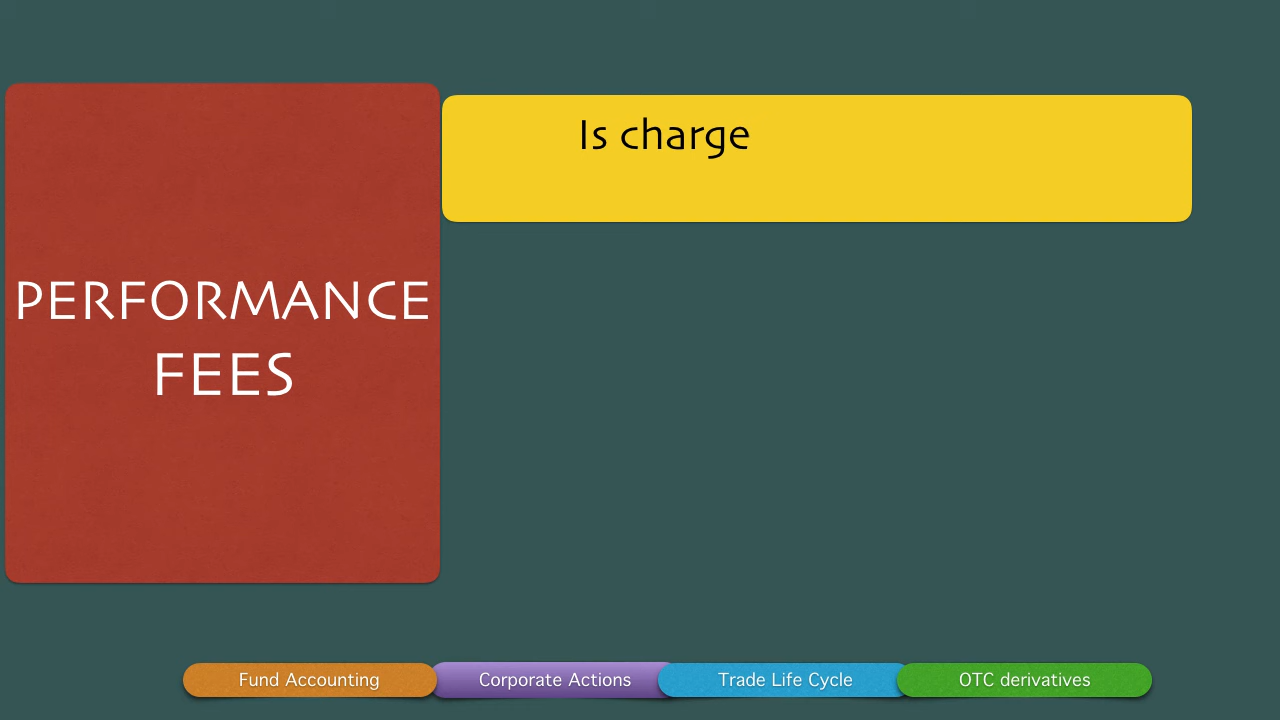 Is charge
PERFORMANCE
FEES
Fund Accounting
Corporate Actions
Trade Life Cycle
OTC derivatives